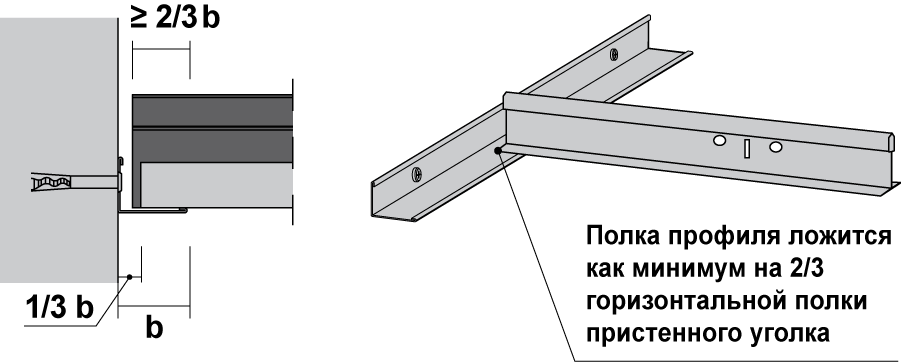 ≥ 2/3 b
1/3 b
b
Полка профиля ложится
как минимум на 2/3
горизонтальной полки
пристенного уголка